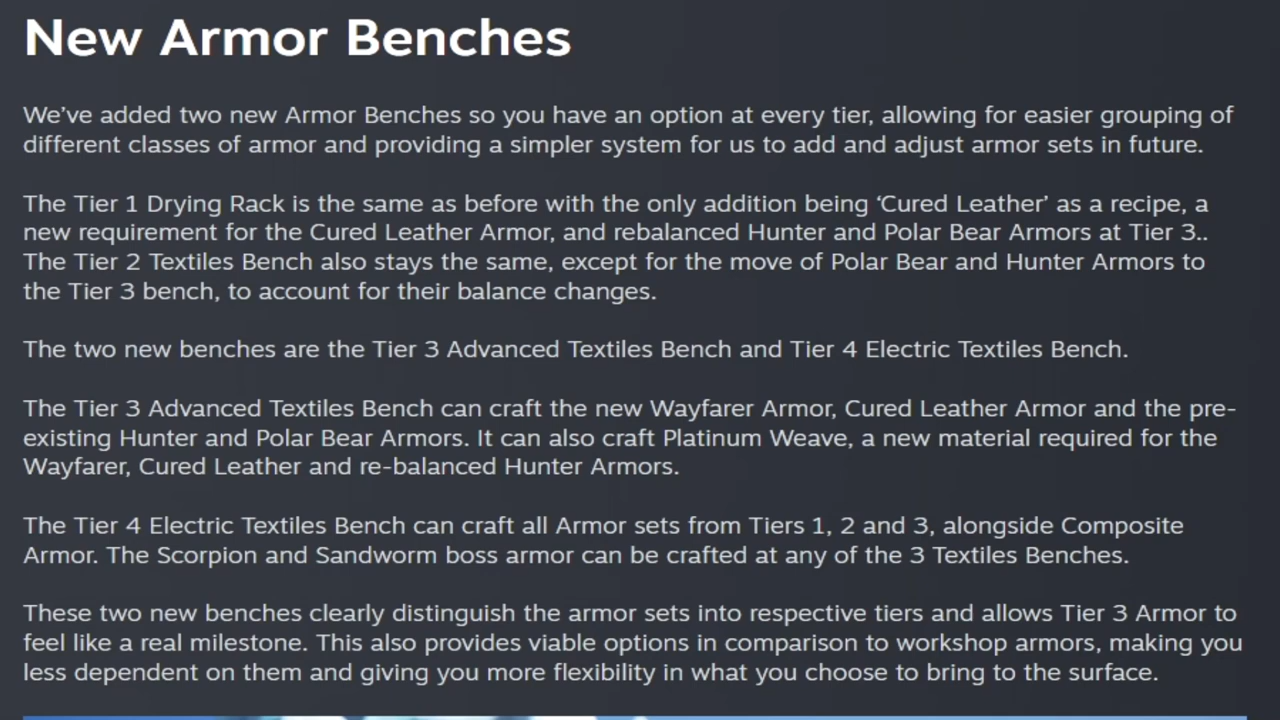 New Armor Benches
We’ve added two new Armor Benches so you have an option at every tier, allowing for easier grouping of
different classes of armor and providing a simpler system for us to add and adjust armor sets in future.
The Tier 1 Drying Rack is the same as before with the only addition being ‘Cured Leather’ as a recipe, a
new requirement for the Cured Leather Armor, and rebalanced Hunter and Polar Bear Armors at Tier 3..
The Tier 2 Textiles Bench also stays the same, except for the move of Polar Bear and Hunter Armors to
the Tier 3 bench, to account for their balance changes.
The two new benches are the Tier 3 Advanced Textiles Bench and Tier 4 Electric Textiles Bench.
The Tier 3 Advanced Textiles Bench can craft the new Wayfarer Armor, Cured Leather Armor and the pre-
existing Hunter and Polar Bear Armors. It can also craft Platinum Weave, a new material required for the
Wayfarer, Cured Leather and re-balanced Hunter Armors.
The Tier 4 Electric Textiles Bench can craft all Armor sets from Tiers 1, 2 and 3, alongside Composite
Armor. The Scorpion and Sandworm boss armor can be crafted at any of the 3 Textiles Benches.
These two new benches clearly distinguish the armor sets into respective tiers and allows Tier 3 Armor to
feel like a real milestone. This also provides viable options in comparison to workshop armors, making you
less dependent on them and giving you more flexibility in what you choose to bring to the surface.